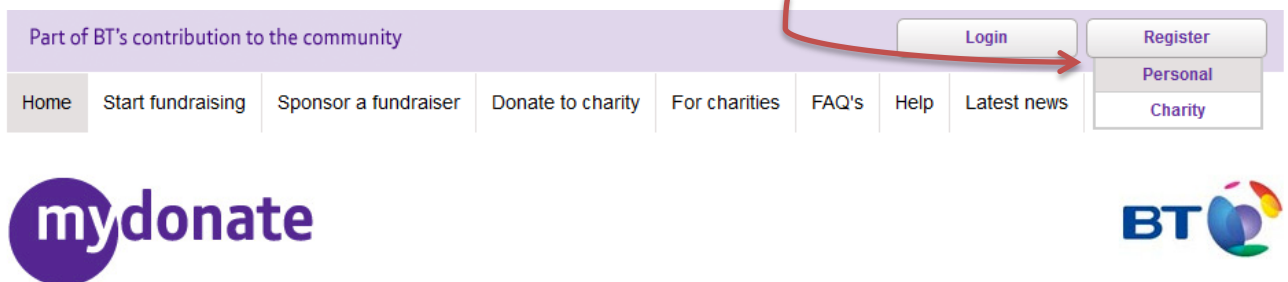 Part of BT's contribution to the community
Login
Register
Personal
Charity
Home Start fundraising Sponsor a fundraiser Donate to charity For charities FAQ's Help Latest news
mydonate
BT